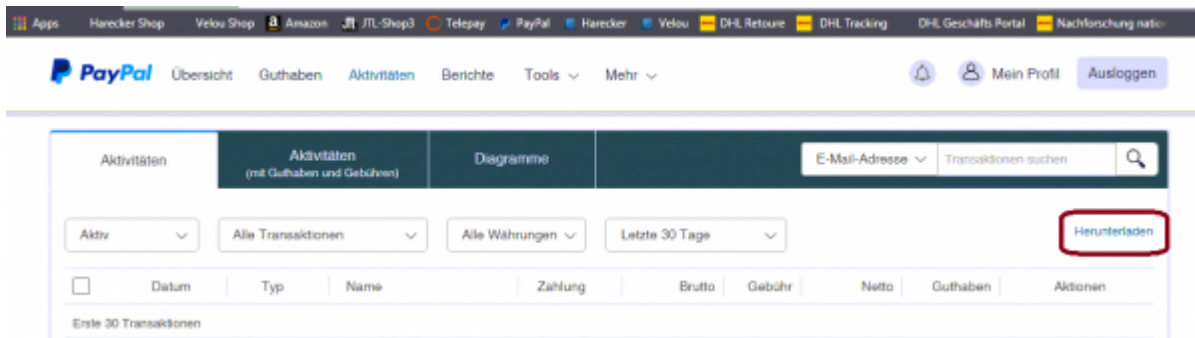 Apps Harecker Shop Velou Shop Amazon JTL-Shop3 Telepay PayPal Harecker Velou DHL Retoure DHL Tracking DHL Geschäfts Portal Nachforschung natio
PayPal Übersicht Guthaben Aktivitäten Berichte Tools Mehr Mein Profil Ausloggen
Aktivitäten Aktivitäten Diagramme E-Mail-Adresse Transaktionen suchen
(mit Guthaben und Gebühren)
Aktiv Alle Transaktionen Alle Währungen Letzte 30 Tage Herunterladen
Datum Typ Name Zahlung Brutto Gebühr Netto Guthaben Aktionen
Erste 30 Transaktionen